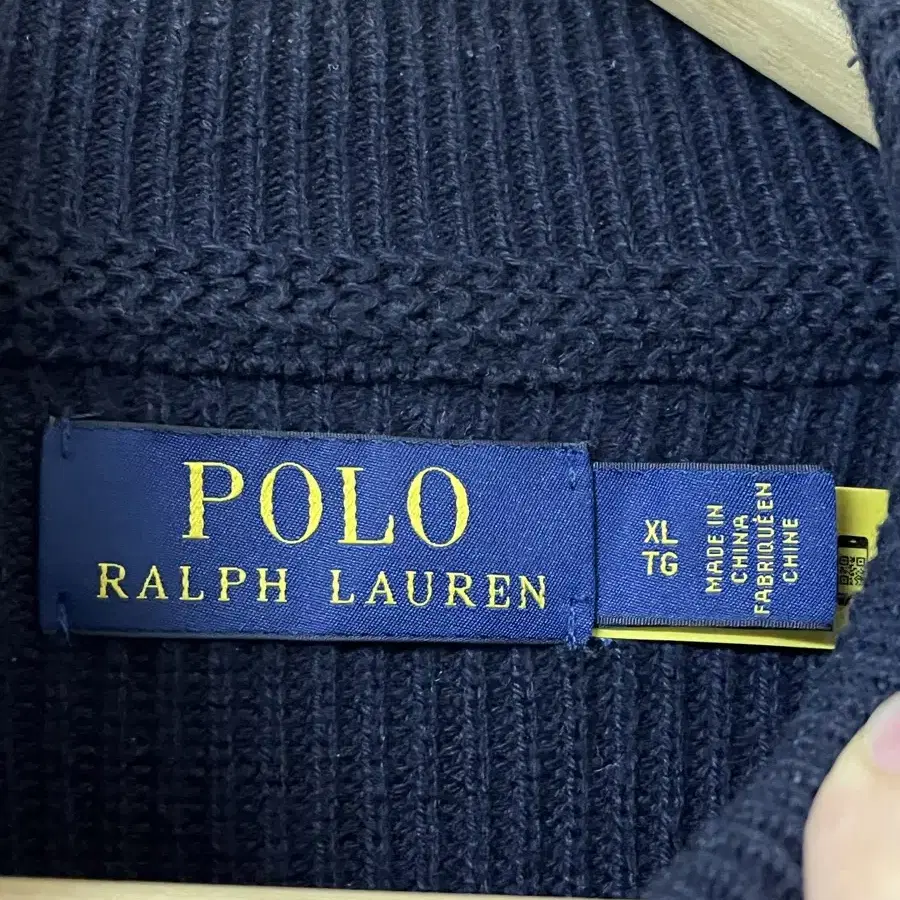 POLO
RALPH LAUREN
XL
TG
MADE IN
CHINA
FABRIQUÉ EN
CHINE